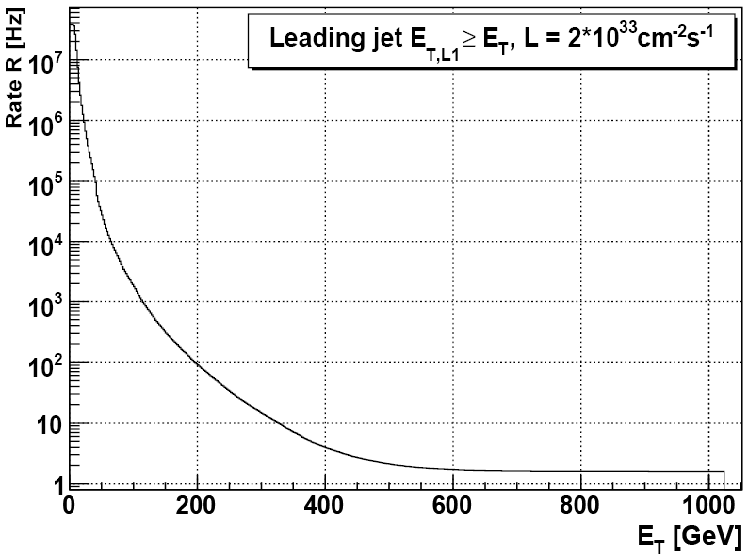 Leading jet E_T,L1 ≥ E_T, L = 2*10^33cm^-2s^-1
Rate R [Hz]
10^7
10^6
10^5
10^4
10^3
10^2
10
1
0 200 400 600 800 1000
E_T [GeV]